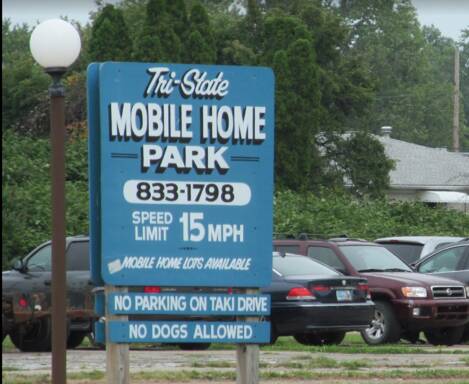 Tri-State
MOBILE HOME
PARK
833-1798
SPEED
LIMIT 15 MPH
MOBILE HOME LOTS AVAILABLE
NO PARKING ON TAKI DRIVE
NO DOGS ALLOWED